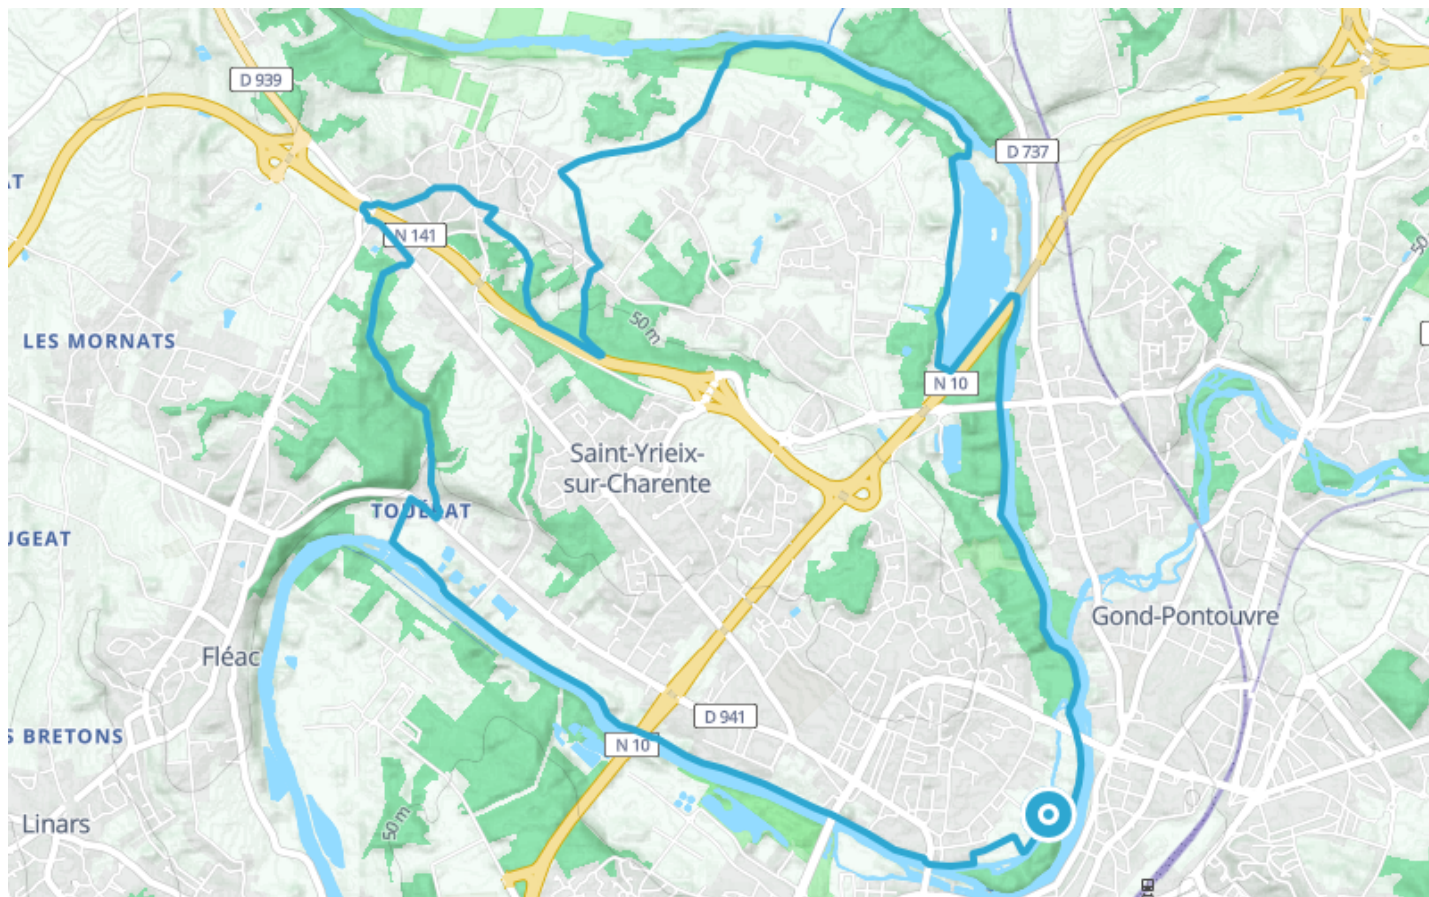 D 939
D 737
AT
N 141
50
50 m
LES MORNATS
N 10
Saint-Yrieix-
sur-Charente
UGEAT
Gond-Pontouvre
Fléac
D 941
S BRETONS
N 10
Linars
50 m